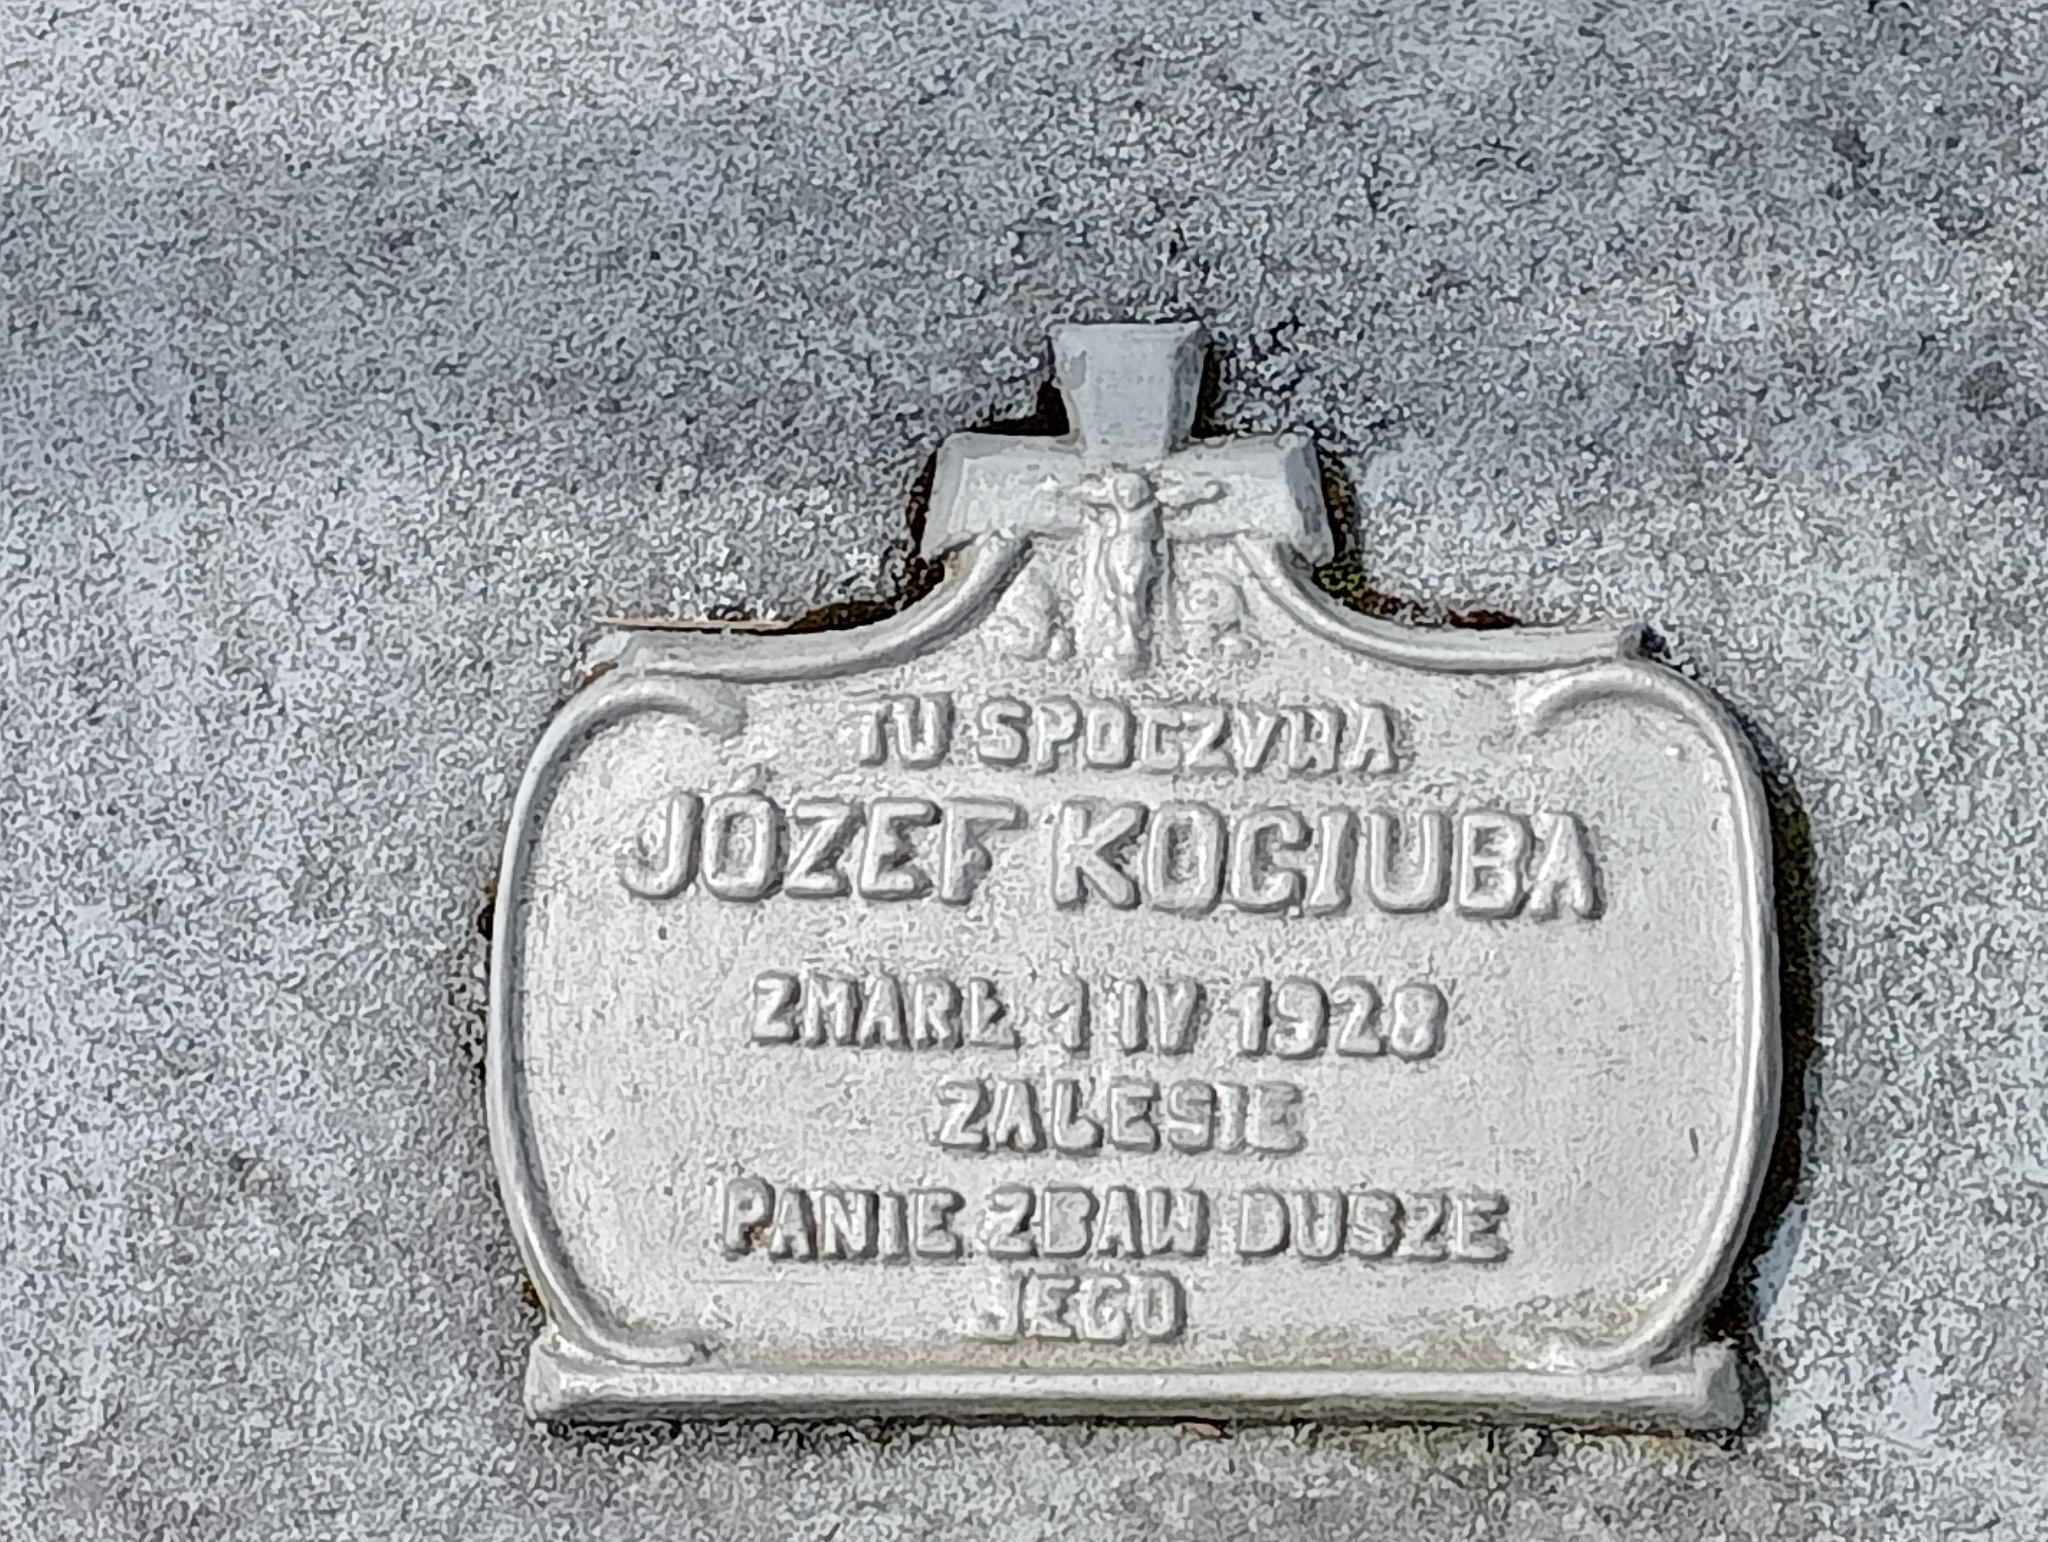 TU SPOCZYWA
JÓZEF KOCIUBA
ZMARŁ 1 IV 1928
ZALESIE
PANIE ZBAW DUSZE
JEGO